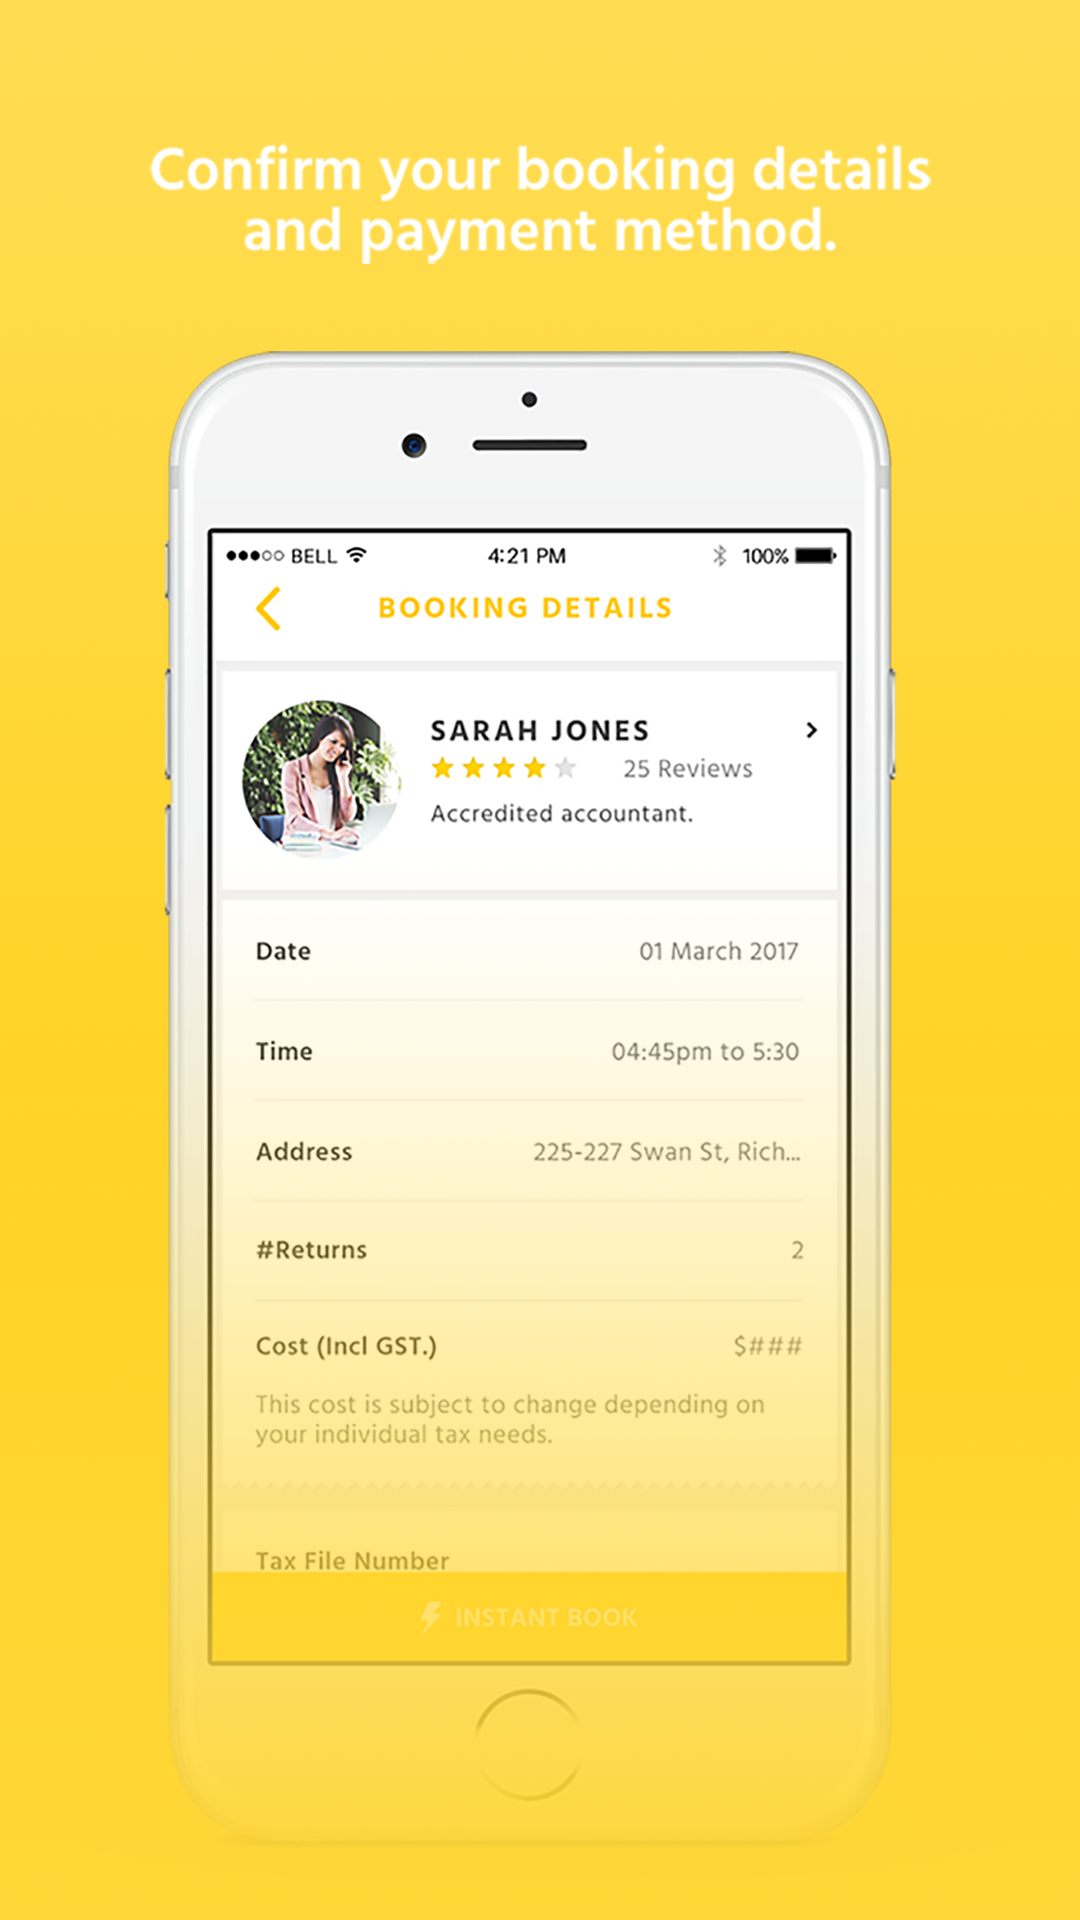 Confirm your booking details
and payment method.
BELL 4:21 PM 100%
BOOKING DETAILS
SARAH JONES
25 Reviews
Accredited accountant.
Date 01 March 2017
Time 04:45pm to 5:30
Address 225-227 Swan St, Rich...
#Returns 2
Cost (Incl GST.) $###
This cost is subject to change depending on
your individual tax needs.
Tax File Number
INSTANT BOOK